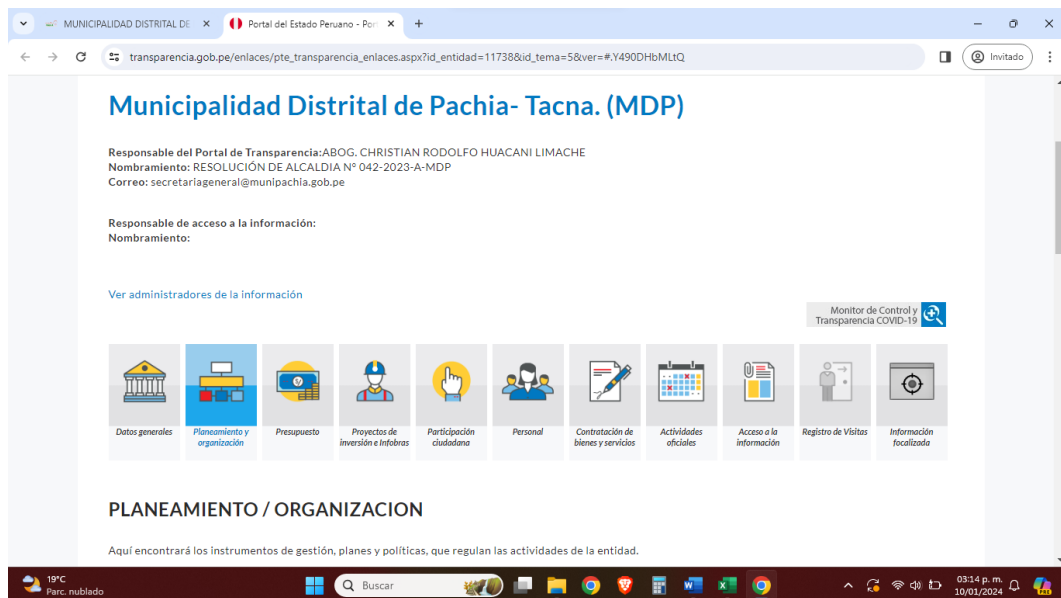 MUNICIPALIDAD DISTRITAL DE
Portal del Estado Peruano - Por
transparencia.gob.pe/enlaces/pte_transparencia_enlaces.aspx?id_entidad=11738&id_tema=5&ver=#.Y490DHbMLtQ
Invitado
Municipalidad Distrital de Pachia- Tacna. (MDP)
Responsable del Portal de Transparencia:ABOG. CHRISTIAN RODOLFO HUACANI LIMACHE
Nombramiento: RESOLUCIÓN DE ALCALDIA N° 042-2023-A-MDP
Correo: secretariageneral@munipachia.gob.pe
Responsable de acceso a la información:
Nombramiento:
Ver administradores de la información
Monitor de Control y
Transparencia COVID-19
Datos generales
Planeamiento y
organización
Presupuesto
Proyectos de
inversión e Infobras
Participación
ciudadana
Personal
Contratación de
bienes y servicios
Actividades
oficiales
Acceso a la
información
Registro de Visitas
Información
focalizada
PLANEAMIENTO / ORGANIZACION
Aquí encontrará los instrumentos de gestión, planes y políticas, que regulan las actividades de la entidad.
19°C
Parc. nublado
Buscar
03:14 p. m.
10/01/2024